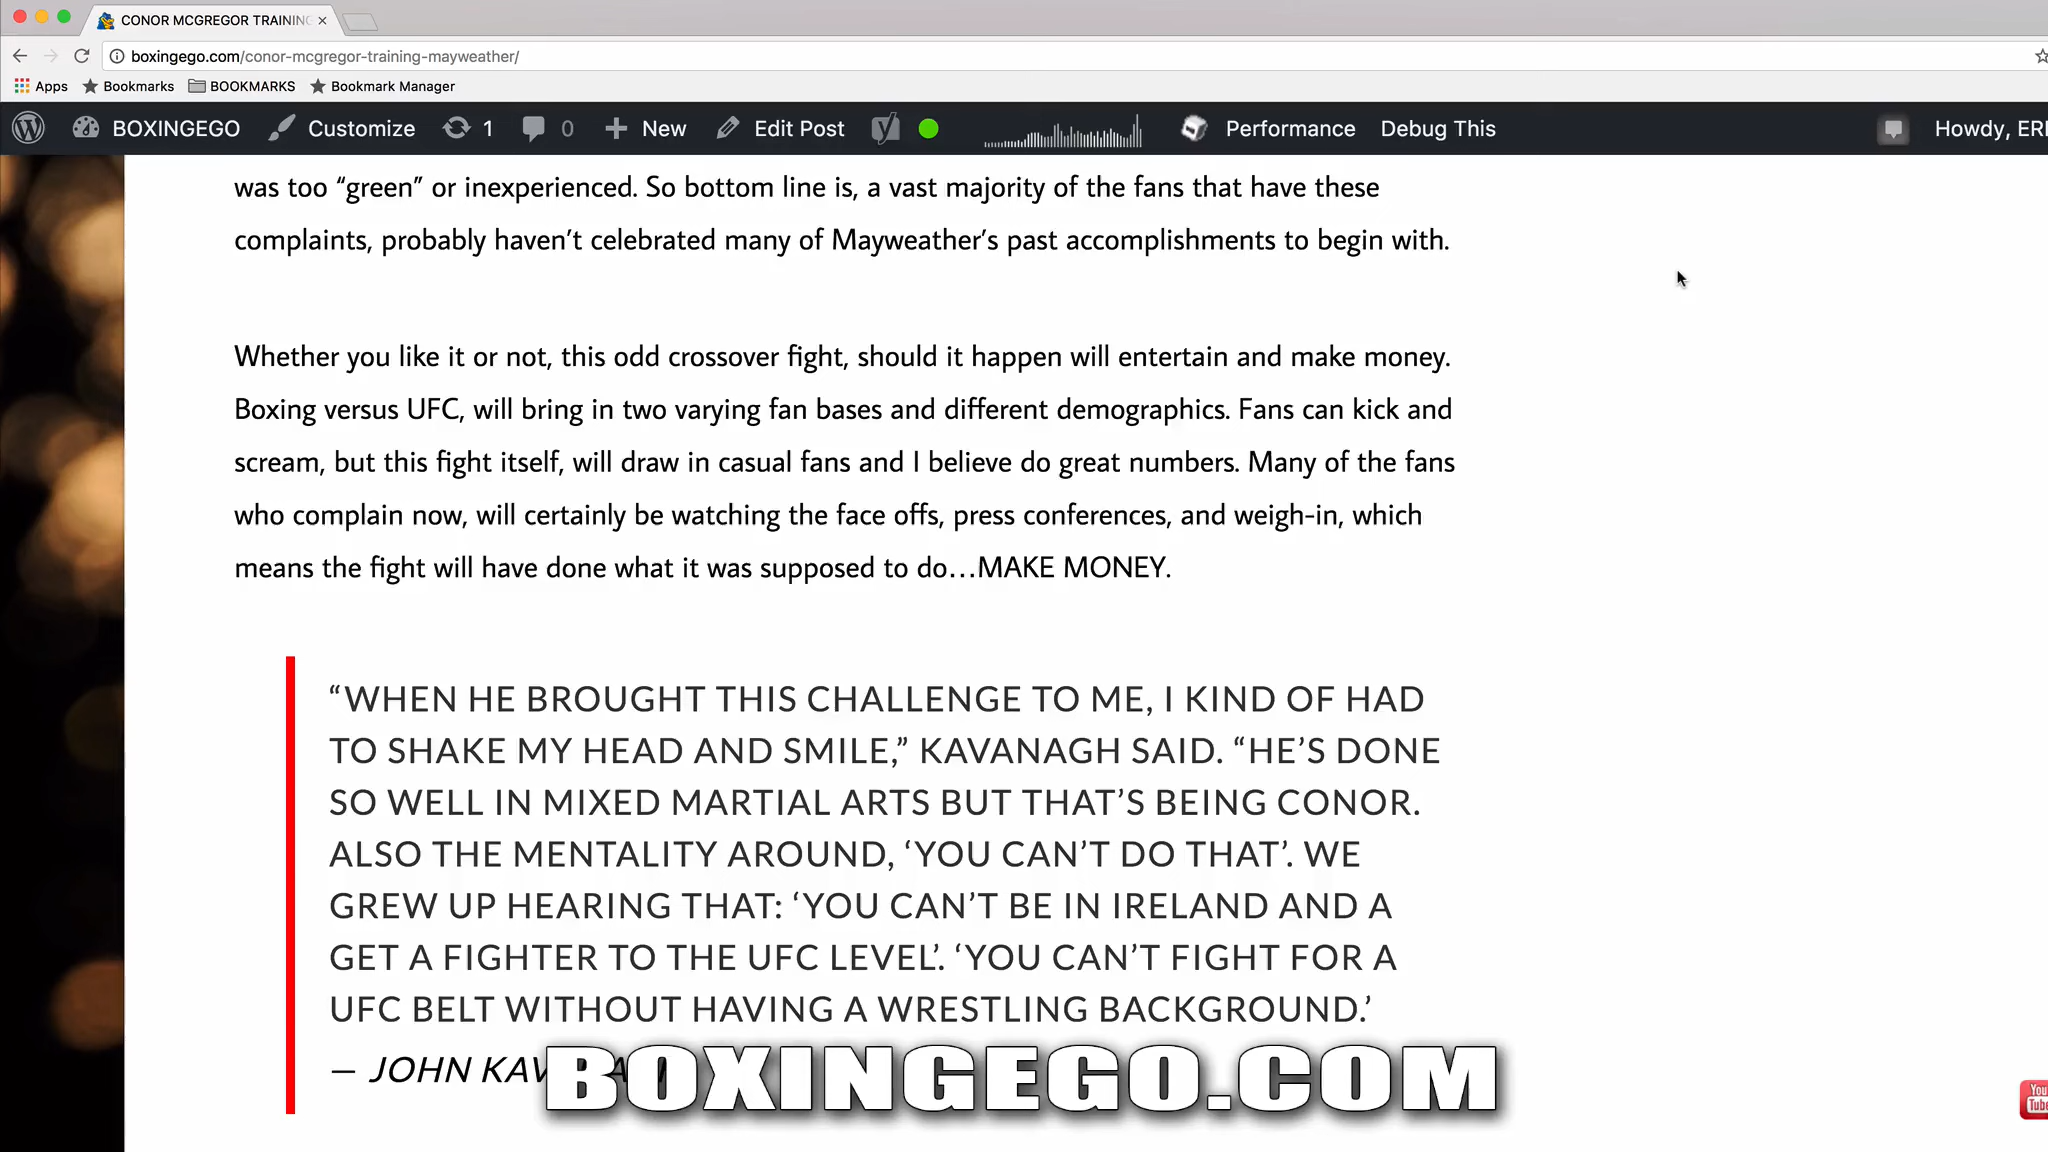 CONOR MCGREGOR TRAINING
boxingego.com/conor-mcgregor-training-mayweather/
Apps Bookmarks BOOKMARKS Bookmark Manager
BOXINGEGO Customize 1 0 New Edit Post Performance Debug This Howdy, ERI
was too “green” or inexperienced. So bottom line is, a vast majority of the fans that have these
complaints, probably haven’t celebrated many of Mayweather’s past accomplishments to begin with.
Whether you like it or not, this odd crossover fight, should it happen will entertain and make money.
Boxing versus UFC, will bring in two varying fan bases and different demographics. Fans can kick and
scream, but this fight itself, will draw in casual fans and I believe do great numbers. Many of the fans
who complain now, will certainly be watching the face offs, press conferences, and weigh-in, which
means the fight will have done what it was supposed to do…MAKE MONEY.
“WHEN HE BROUGHT THIS CHALLENGE TO ME, I KIND OF HAD
TO SHAKE MY HEAD AND SMILE,” KAVANAGH SAID. “HE’S DONE
SO WELL IN MIXED MARTIAL ARTS BUT THAT’S BEING CONOR.
ALSO THE MENTALITY AROUND, ‘YOU CAN’T DO THAT’. WE
GREW UP HEARING THAT: ‘YOU CAN’T BE IN IRELAND AND A
GET A FIGHTER TO THE UFC LEVEL’. ‘YOU CAN’T FIGHT FOR A
UFC BELT WITHOUT HAVING A WRESTLING BACKGROUND.’
— JOHN
BOXINGEGO.COM
You
Tube